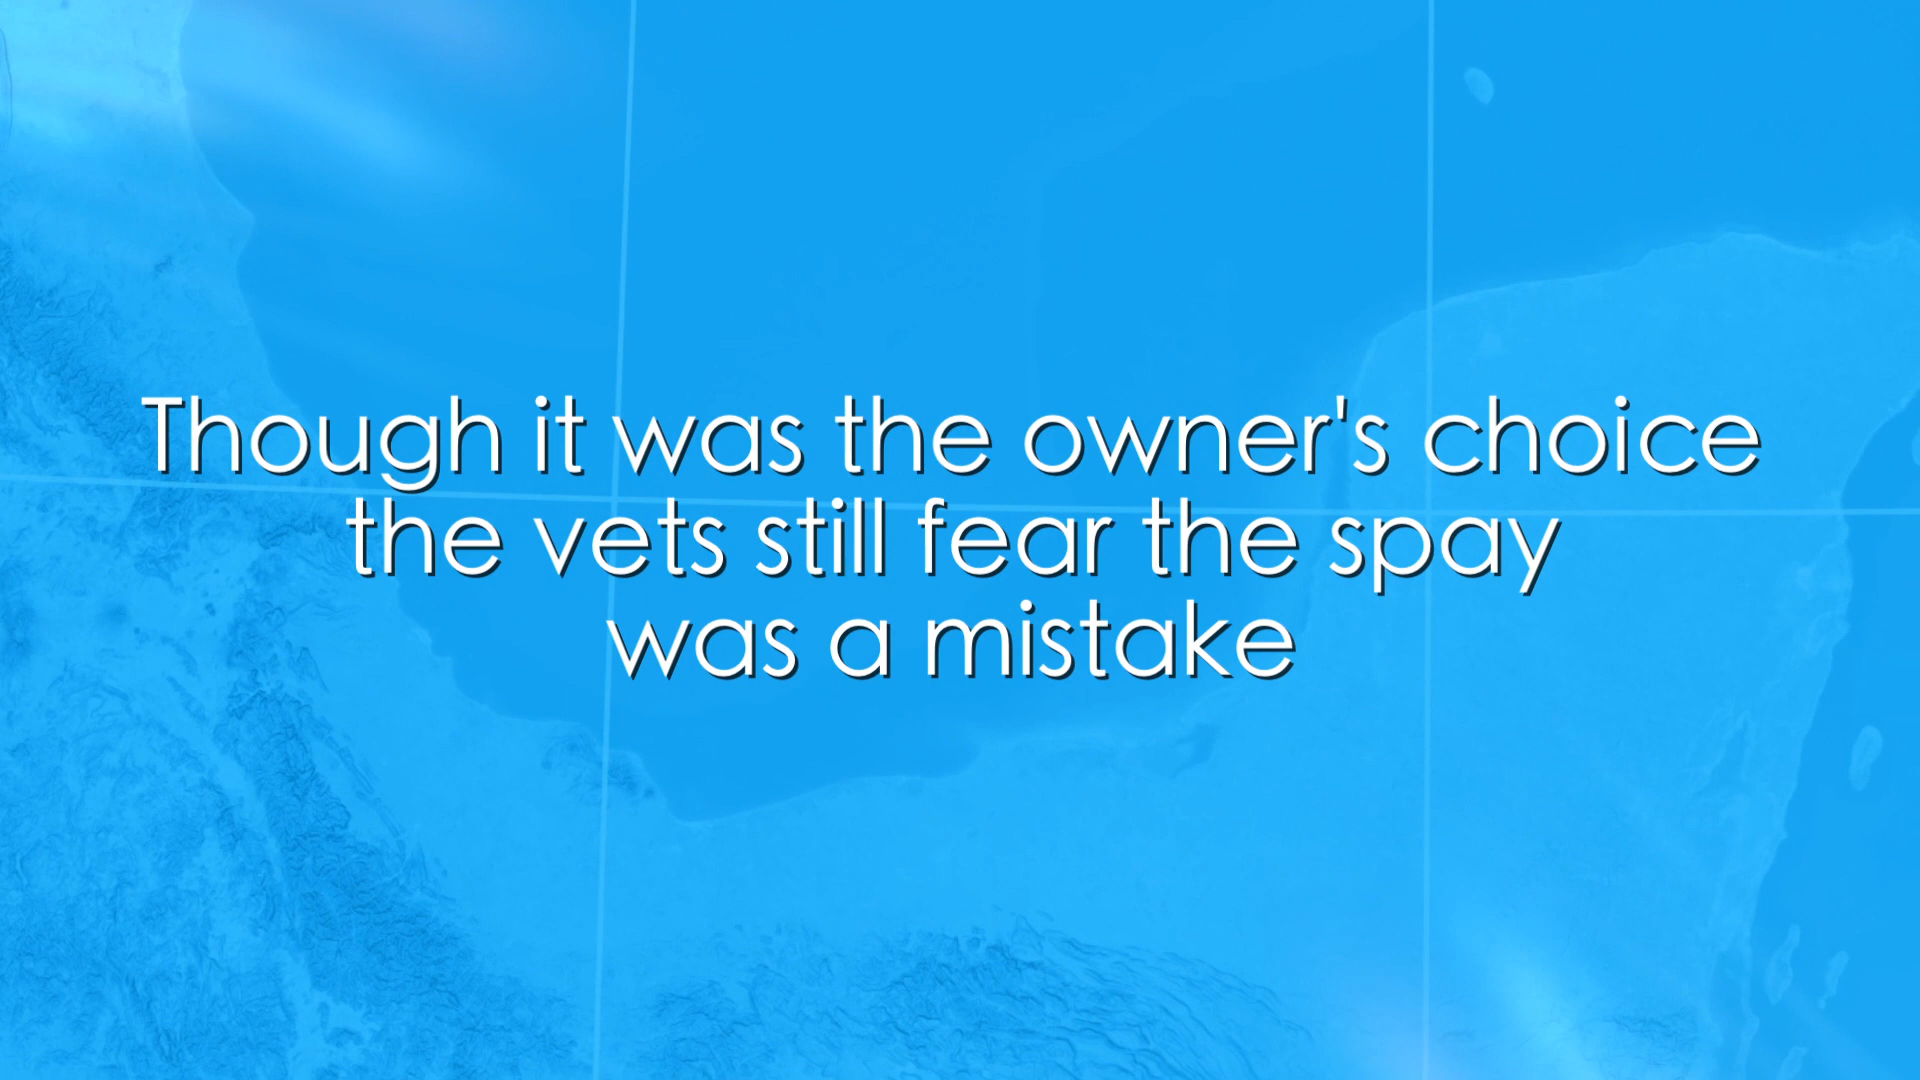 Though it was the owner's choice
the vets still fear the spay
was a mistake